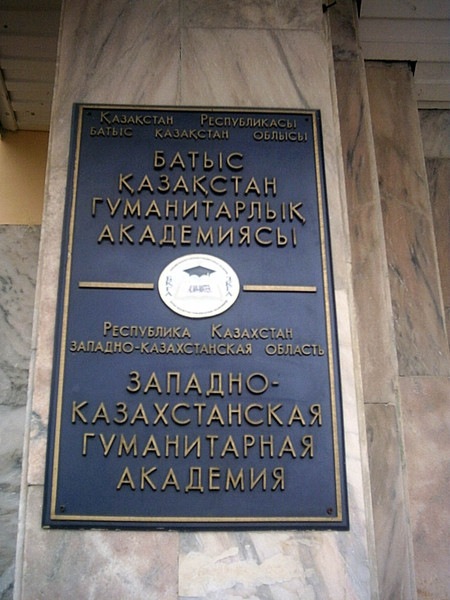 Қазақстан Республикасы
батыс қазақстан облысы
БАТЫС
ҚАЗАҚСТАН
ГУМАНИТАРЛЫҚ
АКАДЕМИЯСЫ
Республика Казахстан
западно-казахстанская область
ЗАПАДНО-
КАЗАХСТАНСКАЯ
ГУМАНИТАРНАЯ
АКАДЕМИЯ